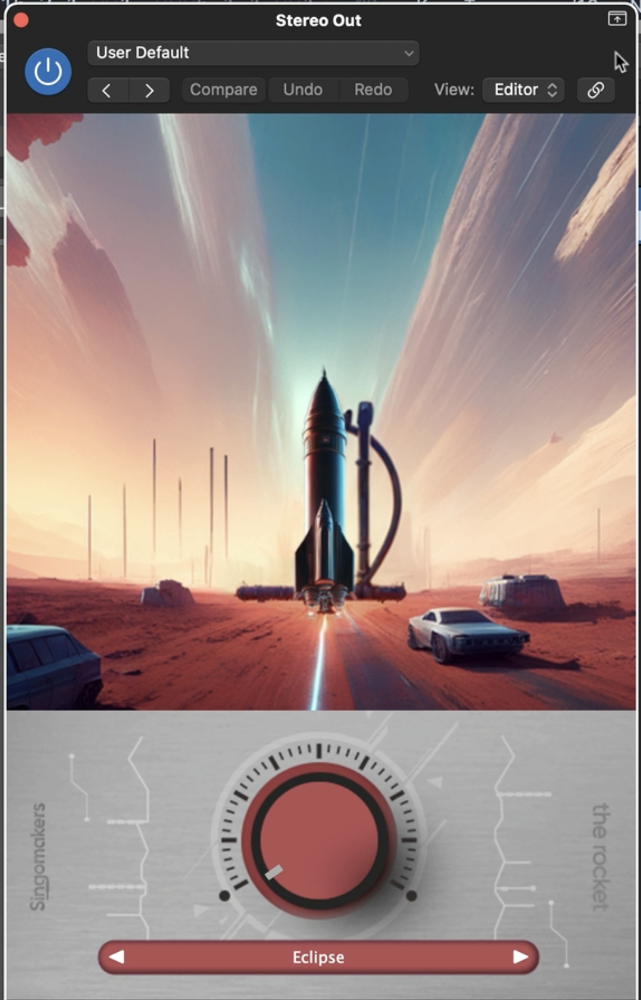 Stereo Out
User Default
Compare
Undo
Redo
View:
Editor
Singomakers
the rocket
Eclipse